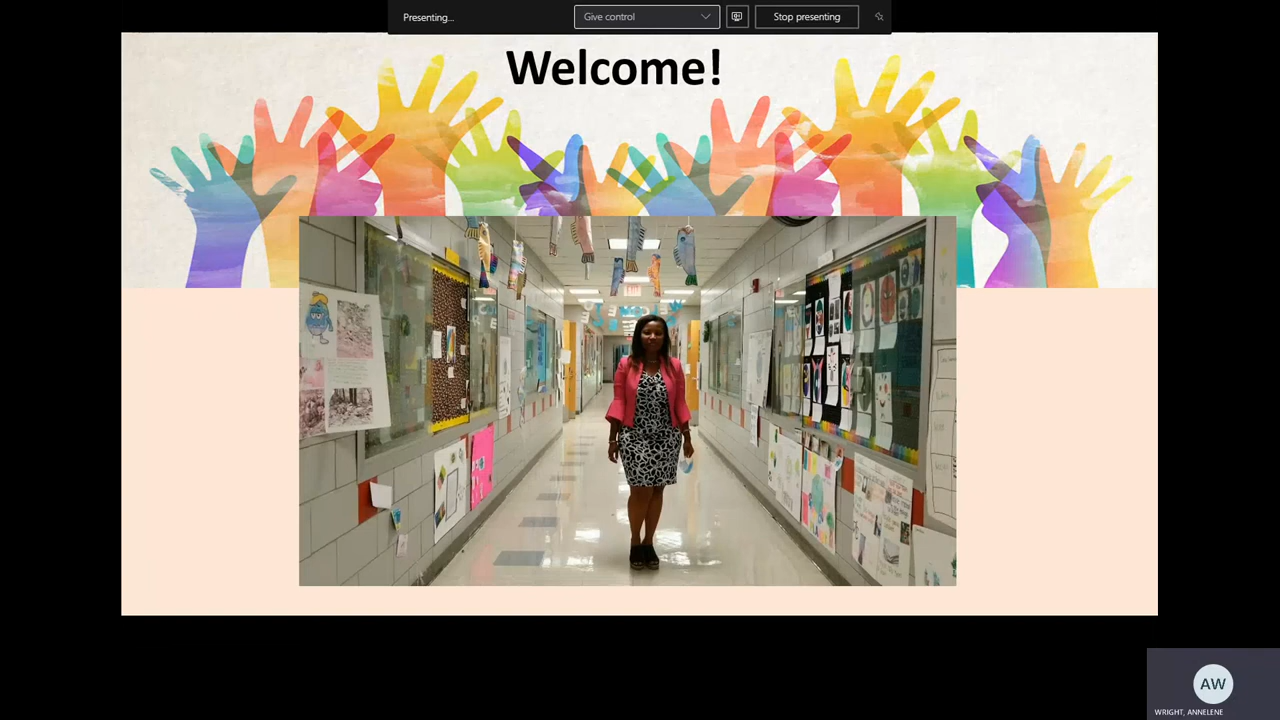 Presenting...
Give control
Stop presenting
Welcome!
AW
WRIGHT, ANNELENE